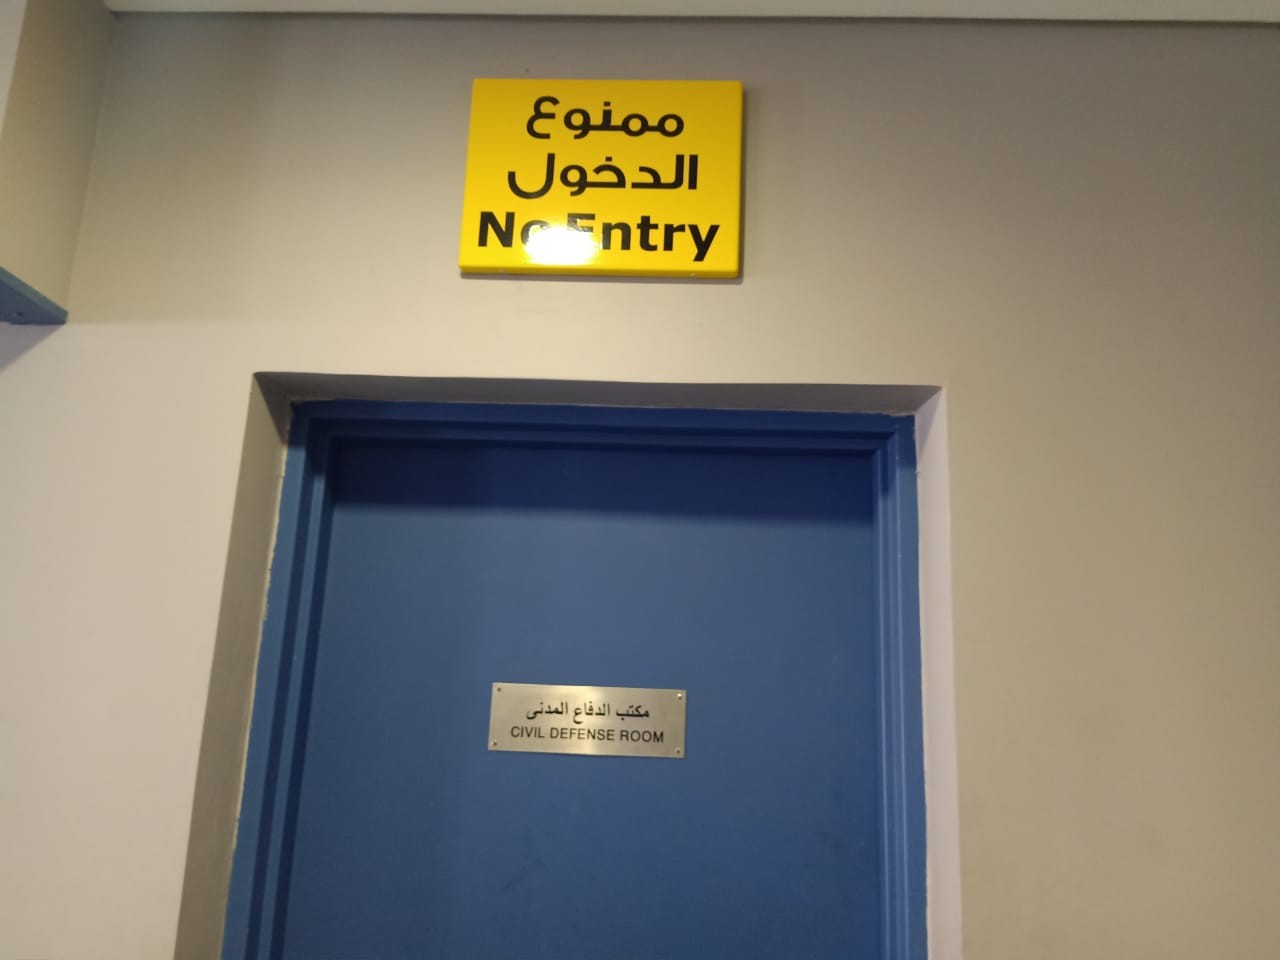 ممنوع
الدخول
No Entry
مكتب الدفاع المدنى
CIVIL DEFENSE ROOM